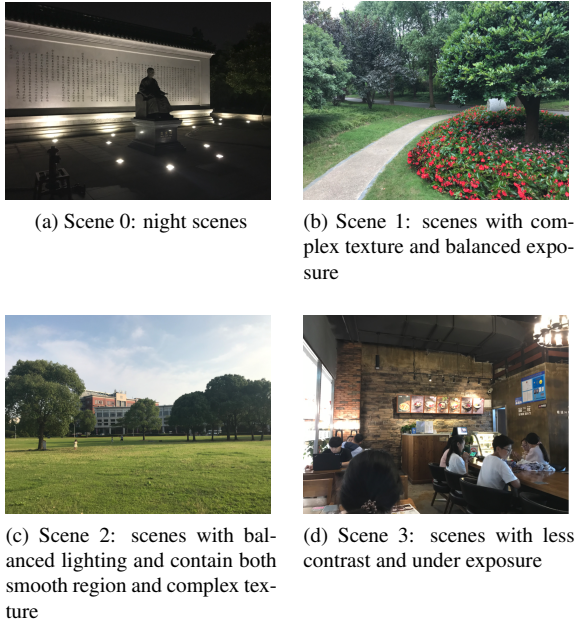 (a) Scene 0: night scenes
(b) Scene 1: scenes with com-
plex texture and balanced expo-
sure
(c) Scene 2: scenes with bal-
anced lighting and contain both
smooth region and complex tex-
ture
(d) Scene 3: scenes with less
contrast and under exposure